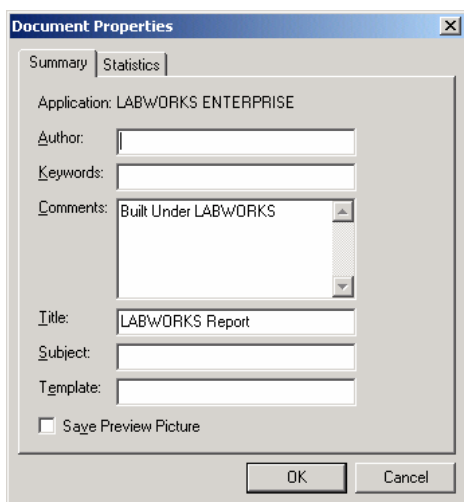 Document Properties
Summary
Statistics
Application: LABWORKS ENTERPRISE
Author:
Keywords:
Comments: Built Under LABWORKS
Title: LABWORKS Report
Subject:
Template:
Save Preview Picture
OK Cancel